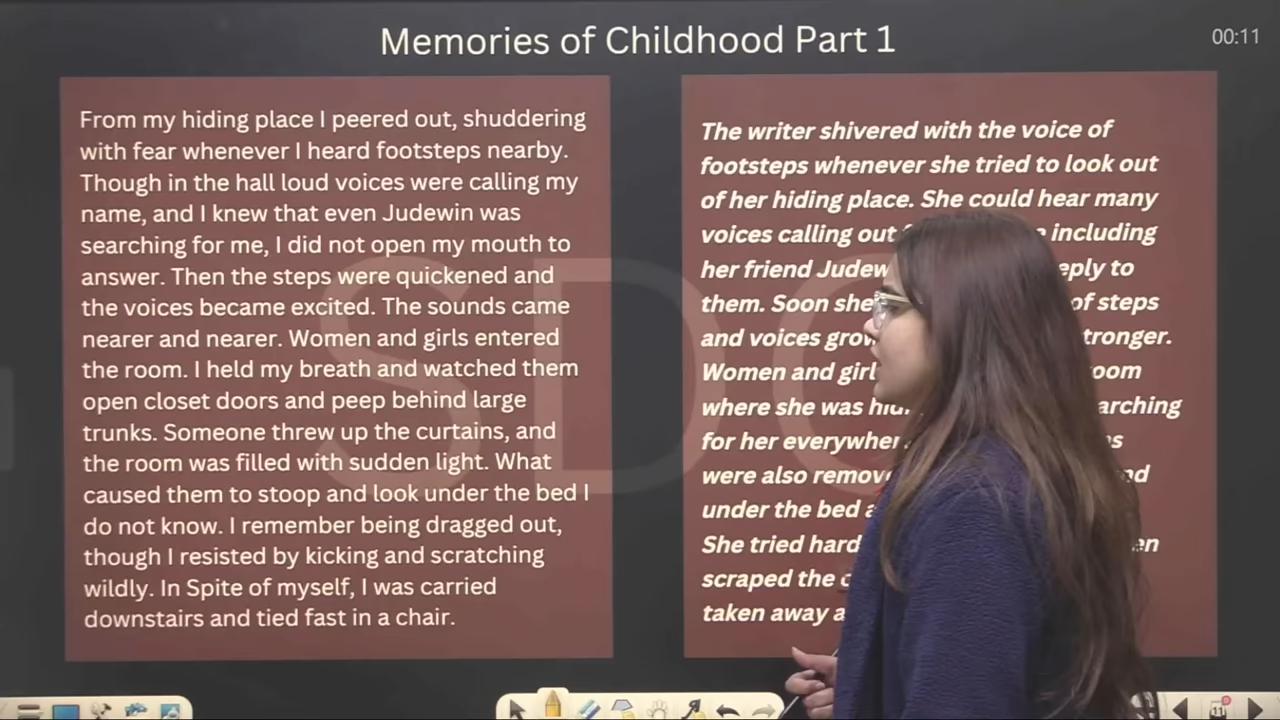 Memories of Childhood Part 1
00:11
From my hiding place I peered out, shuddering
with fear whenever I heard footsteps nearby.
Though in the hall loud voices were calling my
name, and I knew that even Judewin was
searching for me, I did not open my mouth to
answer. Then the steps were quickened and
the voices became excited. The sounds came
nearer and nearer. Women and girls entered
the room. I held my breath and watched them
open closet doors and peep behind large
trunks. Someone threw up the curtains, and
the room was filled with sudden light. What
caused them to stoop and look under the bed I
do not know. I remember being dragged out,
though I resisted by kicking and scratching
wildly. In Spite of myself, I was carried
downstairs and tied fast in a chair.
The writer shivered with the voice of
footsteps whenever she tried to look out
of her hiding place. She could hear many
voices calling out including
her friend to
them. Soon she of steps
and voices
Women and
where she was
for her
were also
under the bed
She tried hard
scraped the
taken away
SDC
11